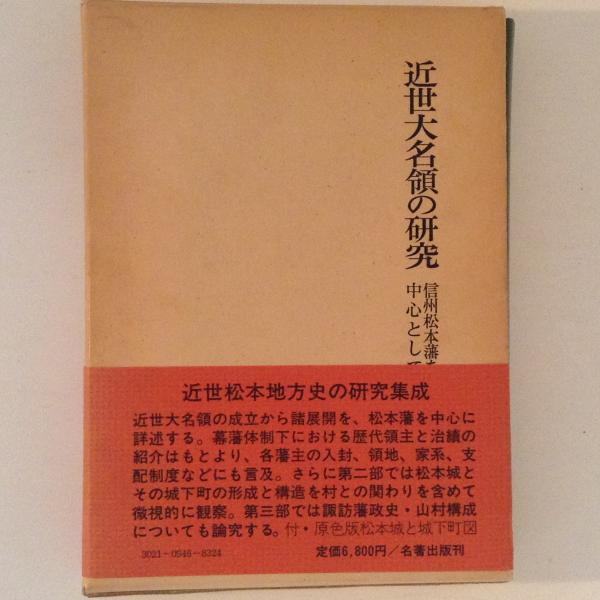 近世大名領の研究
信州松本藩を
中心として
近世松本地方史の研究集成
近世大名領の成立から諸展開を、松本藩を中心に
詳述する。幕藩体制下における歴代領主と治績の
紹介はもとより、各藩主の入封、領地、家系、支
配制度などにも言及。さらに第二部では松本城と
その城下町の形成と構造を村との関わりを含めて
微視的に観察。第三部では諏訪藩政史・山村構成
についても論究する。付・原色版松本城と城下町図
3021-0946-8324
定価6,800円/名著出版刊